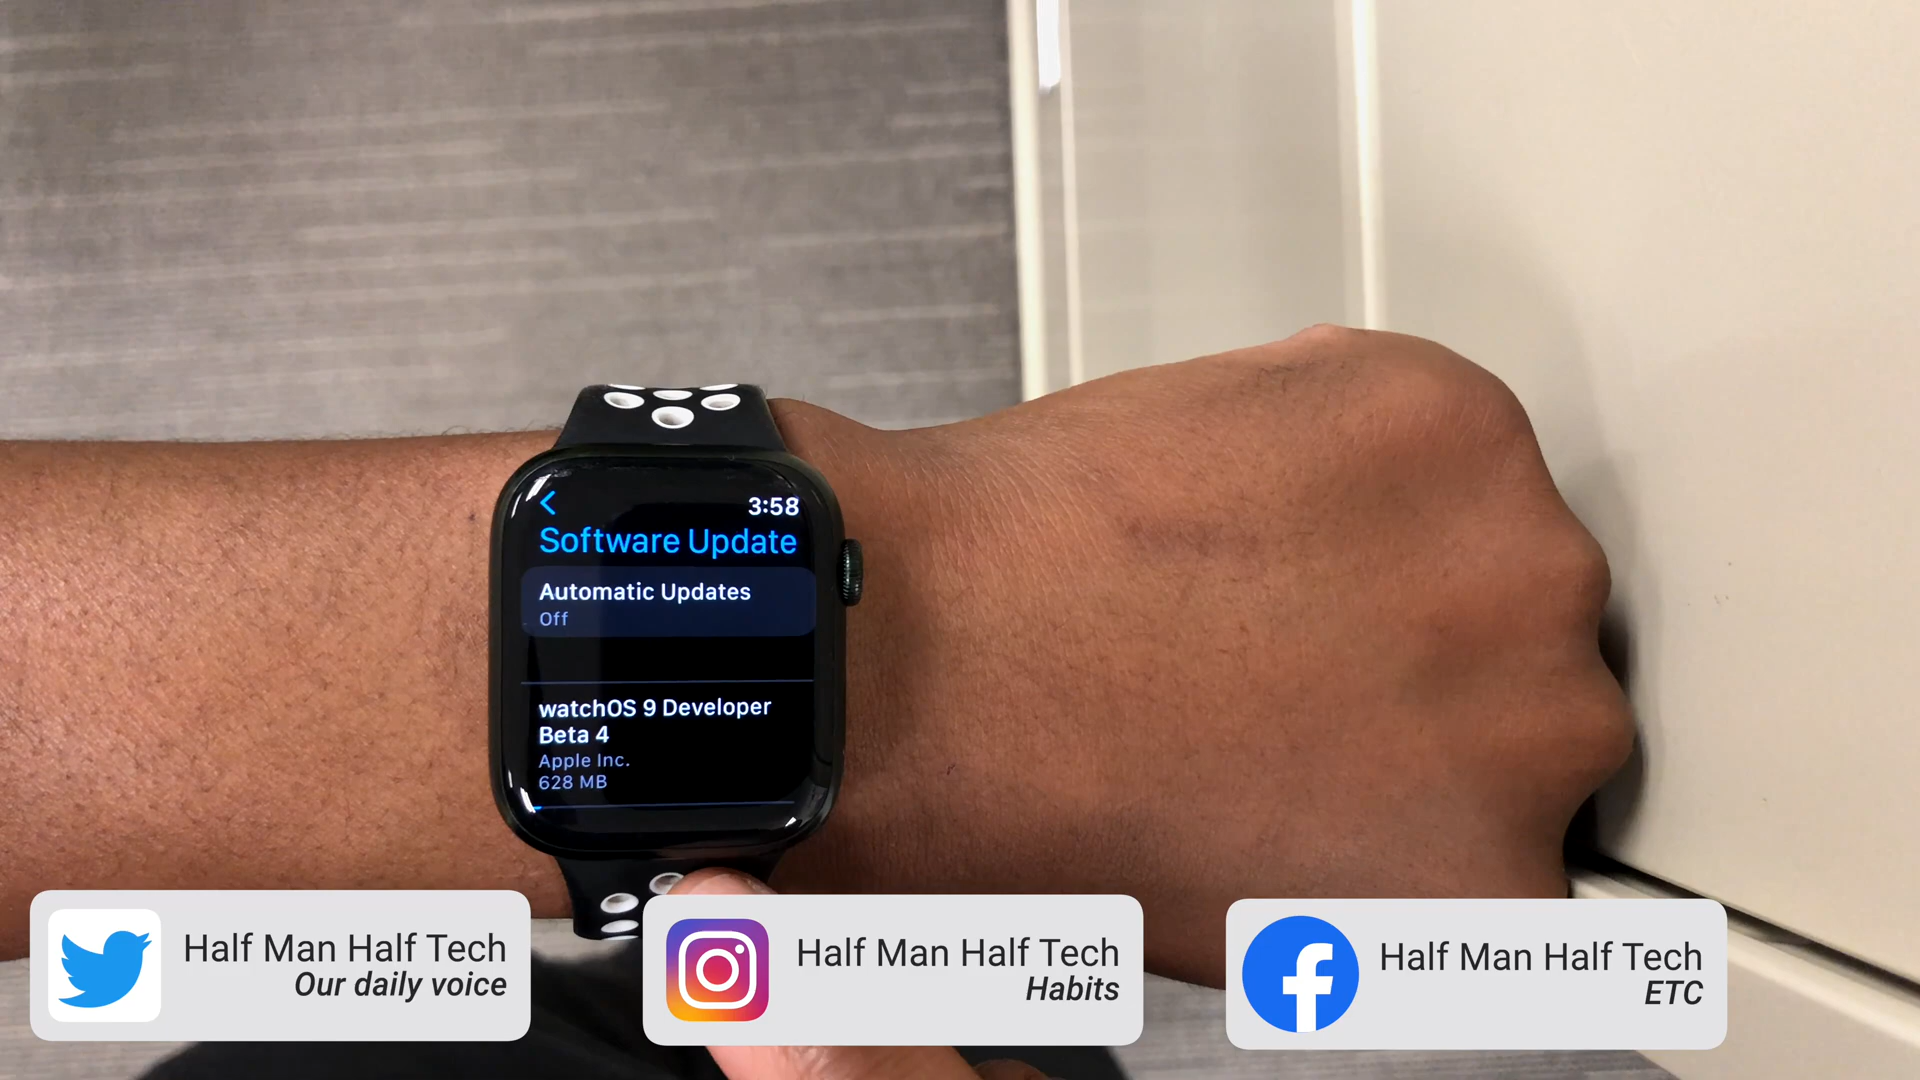 3:58
Software Update
Automatic Updates
Off
watchOS 9 Developer
Beta 4
Apple Inc.
628 MB
Half Man Half Tech
Our daily voice
Half Man Half Tech
Habits
Half Man Half Tech
ETC